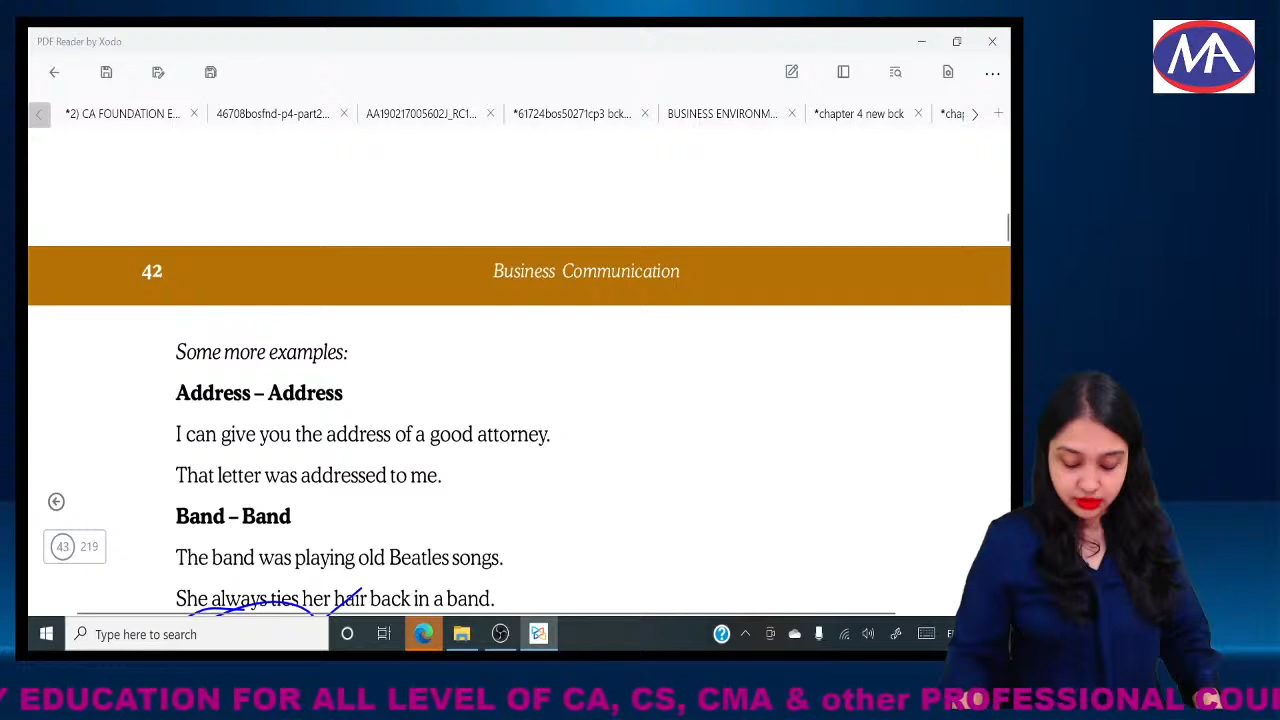 PDF Reader by Xodo
MA
*2) CA FOUNDATION E...
46708bosfnd-p4-part2...
AA190217005602J_RC1...
*61724bos50271cp3 bck...
BUSINESS ENVIRONM...
*chapter 4 new bck
*chap
42
Business Communication
Some more examples:
Address – Address
I can give you the address of a good attorney.
That letter was addressed to me.
Band – Band
43 219
The band was playing old Beatles songs.
She always ties her hair back in a band.
Type here to search
Y EDUCATION FOR ALL LEVEL OF CA, CS, CMA & other PROFESSIONAL COU